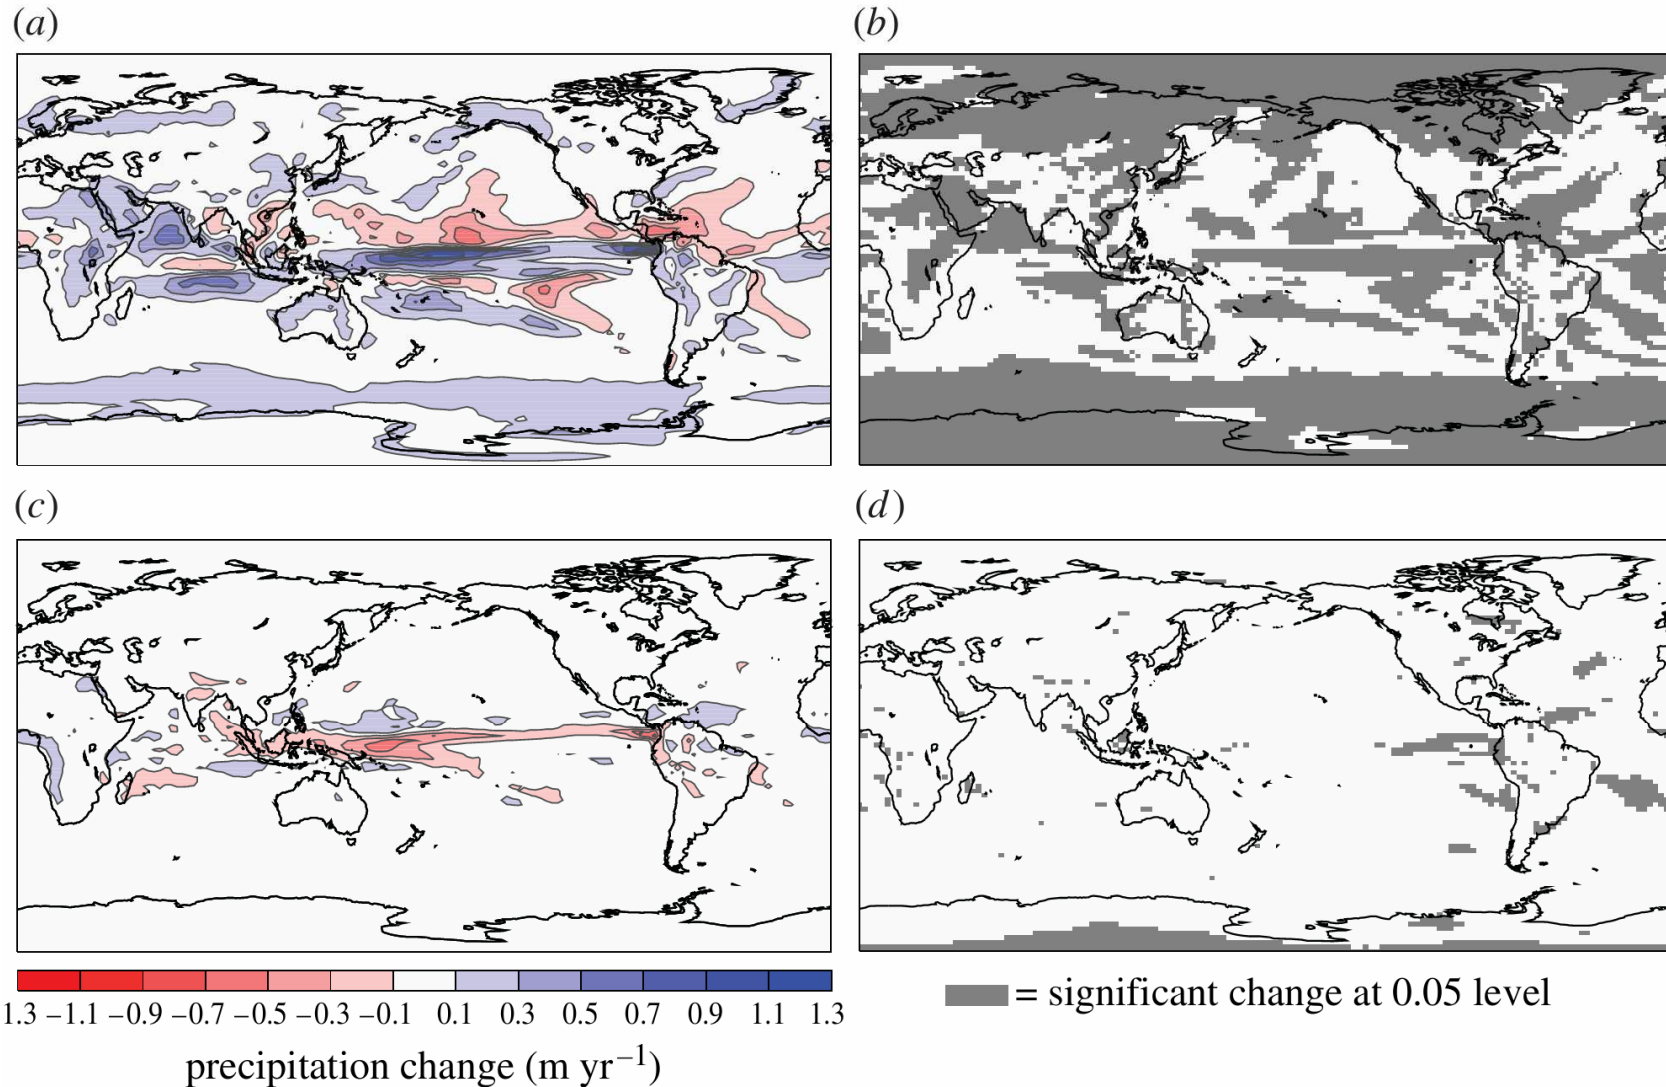 (a)
(b)
(c)
(d)
1.3 −1.1 −0.9 −0.7 −0.5 −0.3 −0.1 0.1 0.3 0.5 0.7 0.9 1.1 1.3
= significant change at 0.05 level
precipitation change (m yr⁻¹)